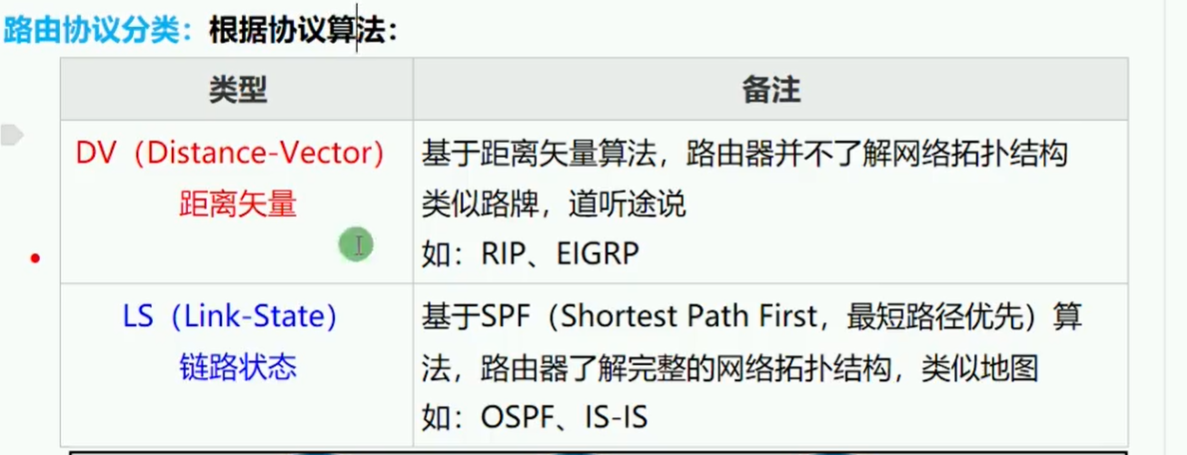 路由协议分类：根据协议算法：
类型
备注
DV（Distance-Vector）
距离矢量
基于距离矢量算法，路由器并不了解网络拓扑结构
类似路牌，道听途说
如：RIP、EIGRP
LS（Link-State）
链路状态
基于SPF（Shortest Path First，最短路径优先）算
法，路由器了解完整的网络拓扑结构，类似地图
如：OSPF、IS-IS